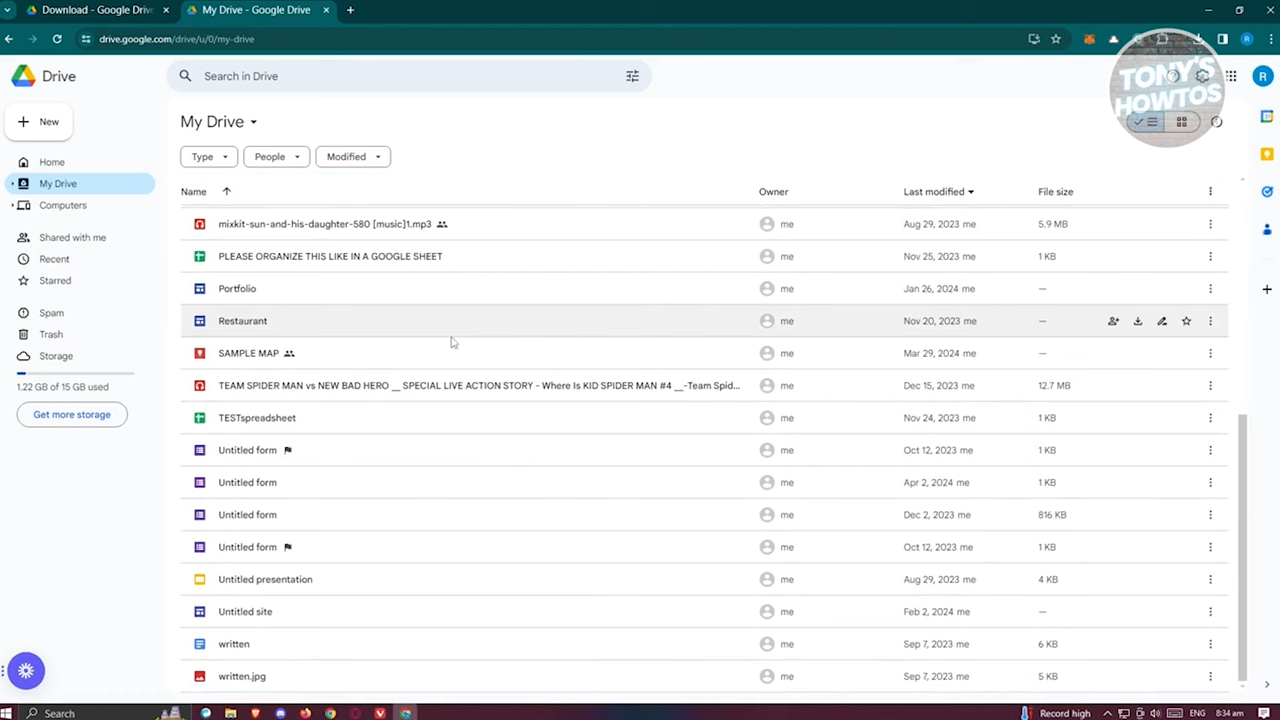 Download - Google Drive
My Drive - Google Drive
drive.google.com/drive/u/0/my-drive
R
Drive
Search in Drive
TONY'S
HOWTOS
R
New
My Drive
Type
People
Modified
Home
My Drive
Computers
Shared with me
Recent
Starred
Spam
Trash
Storage
1.22 GB of 15 GB used
Get more storage
Name Owner Last modified File size
mixkit-sun-and-his-daughter-580 [music]1.mp3 me Aug 29, 2023 me 5.9 MB
PLEASE ORGANIZE THIS LIKE IN A GOOGLE SHEET me Nov 25, 2023 me 1 KB
Portfolio me Jan 26, 2024 me —
Restaurant me Nov 20, 2023 me —
SAMPLE MAP me Mar 29, 2024 me —
TEAM SPIDER MAN vs NEW BAD HERO __ SPECIAL LIVE ACTION STORY - Where Is KID SPIDER MAN #4 __-Team Spid... me Dec 15, 2023 me 12.7 MB
TESTspreadsheet me Nov 24, 2023 me 1 KB
Untitled form me Oct 12, 2023 me 1 KB
Untitled form me Apr 2, 2024 me 1 KB
Untitled form me Dec 2, 2023 me 816 KB
Untitled form me Oct 12, 2023 me 1 KB
Untitled presentation me Aug 29, 2023 me 4 KB
Untitled site me Feb 2, 2024 me —
written me Sep 7, 2023 me 6 KB
written.jpg me Sep 7, 2023 me 5 KB
Search
Record high
ENG
8:34 am